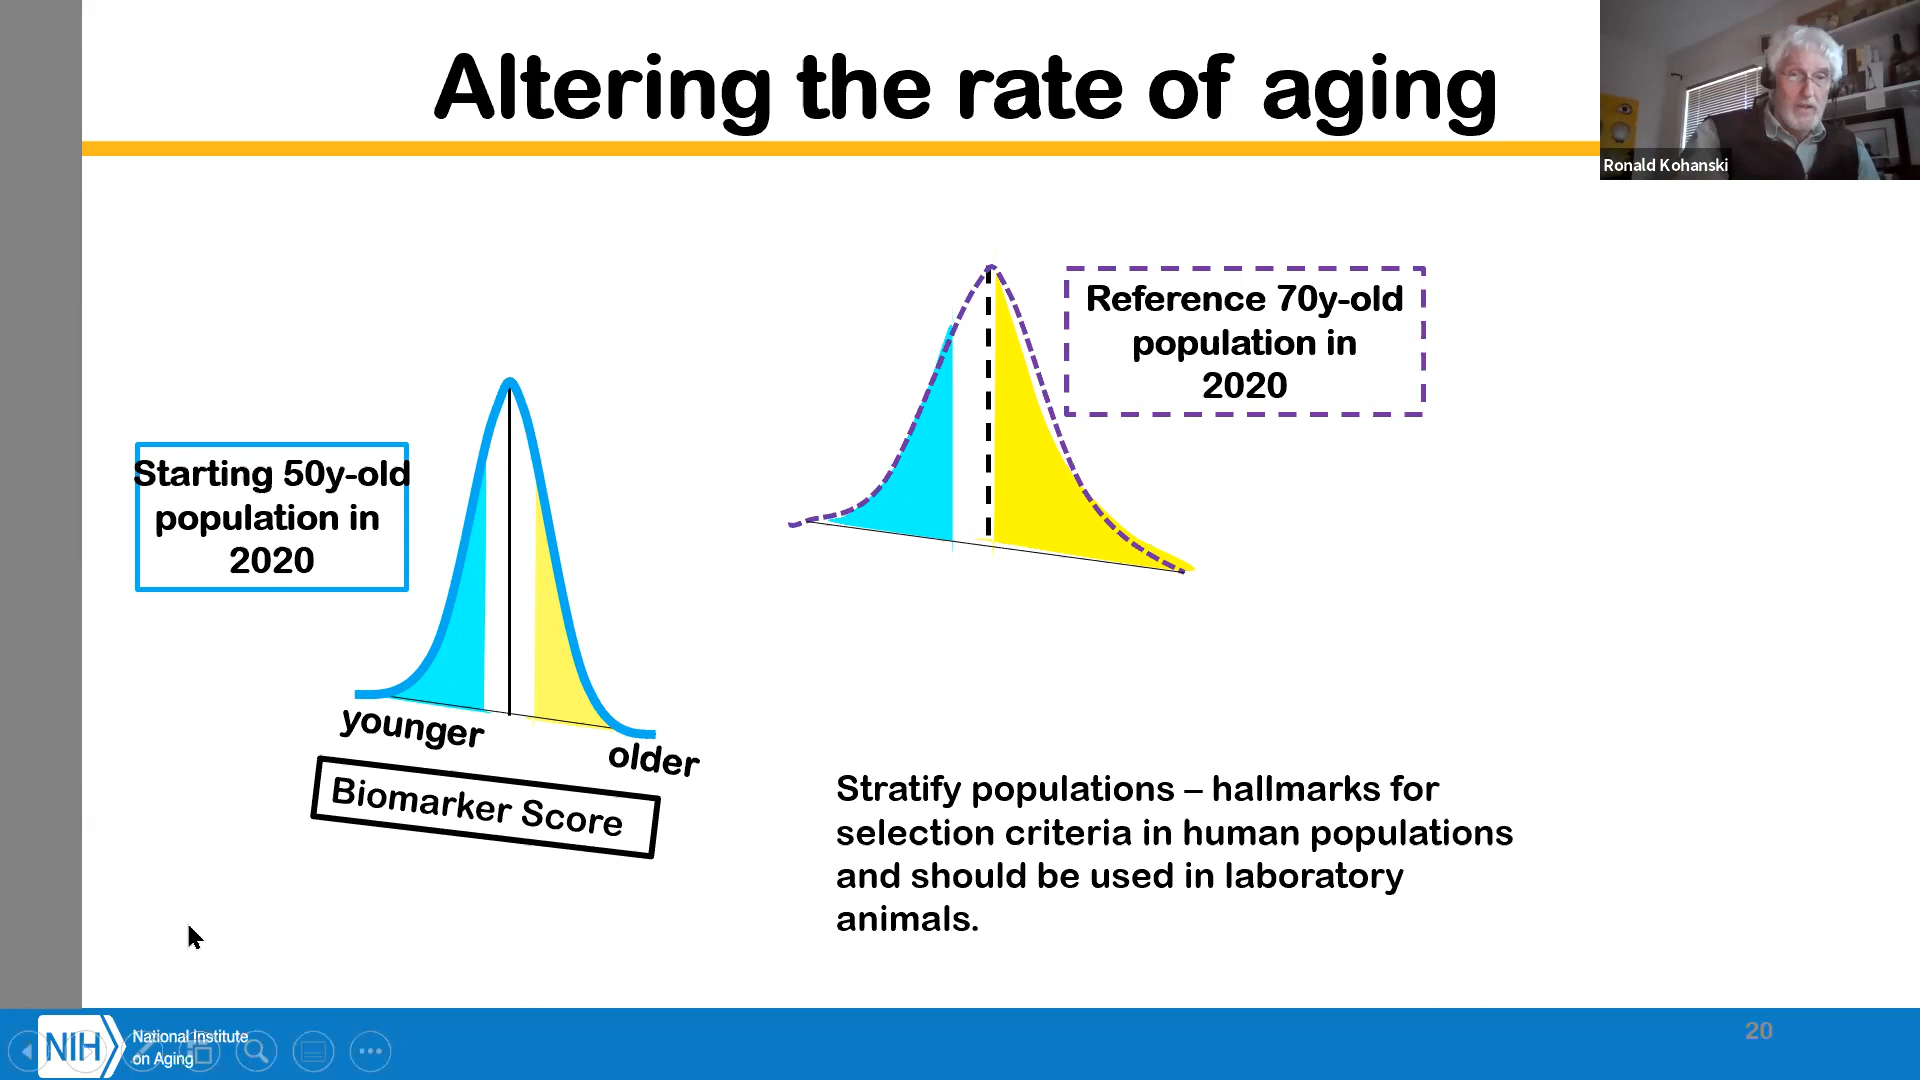 Altering the rate of aging
Ronald Kohanski
Reference 70y-old
population in
2020
Starting 50y-old
population in
2020
younger
older
Biomarker Score
Stratify populations – hallmarks for
selection criteria in human populations
and should be used in laboratory
animals.
NIH
National Institute
on Aging
20